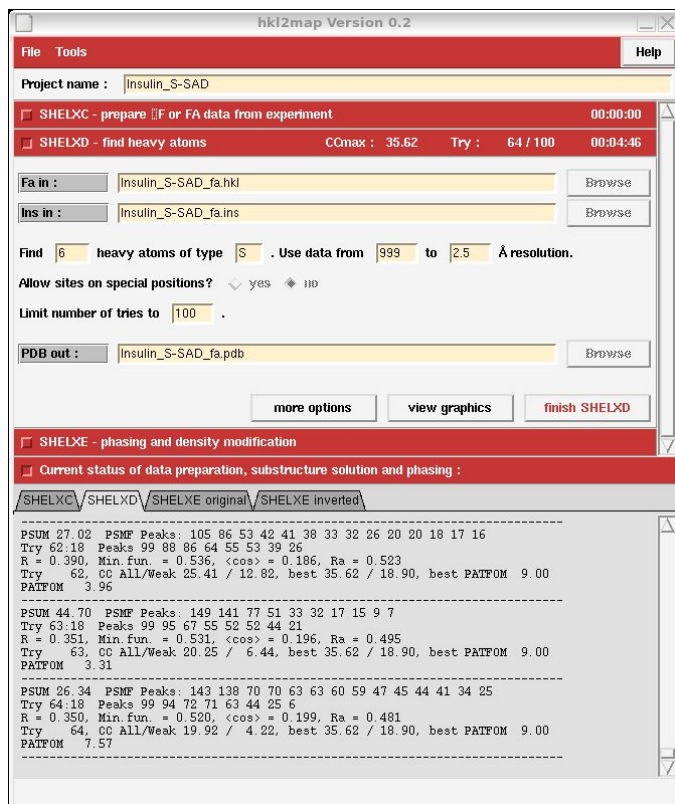 hkl2map Version 0.2
File Tools Help
Project name : Insulin_S-SAD
SHELXC - prepare F or FA data from experiment 00:00:00
SHELXD - find heavy atoms CCmax : 35.62 Try : 64 / 100 00:04:46
Fa in : Insulin_S-SAD_fa.hkl Browse
Ins in : Insulin_S-SAD_fa.ins Browse
Find 6 heavy atoms of type S . Use data from 999 to 2.5 Å resolution.
Allow sites on special positions? yes no
Limit number of tries to 100 .
PDB out : Insulin_S-SAD_fa.pdb Browse
more options view graphics finish SHELXD
SHELXE - phasing and density modification
Current status of data preparation, substructure solution and phasing :
SHELXC SHELXD SHELXE original SHELXE inverted
------------------------------------------------------------------
PSUM 27.02 PSMF Peaks: 105 86 53 42 41 38 33 32 26 20 20 18 17 16
Try 62:18 Peaks 99 88 86 64 55 53 39 26
R = 0.390, Min.fun. = 0.536, <cos> = 0.186, Ra = 0.523
Try 62, CC All/Weak 25.41 / 12.82, best 35.62 / 18.90, best PATFOM 9.00
PATFOM 3.96
------------------------------------------------------------------
PSUM 44.70 PSMF Peaks: 149 141 77 51 33 32 17 15 9 7
Try 63:18 Peaks 99 95 67 55 52 52 44 21
R = 0.351, Min.fun. = 0.531, <cos> = 0.196, Ra = 0.495
Try 63, CC All/Weak 20.25 / 6.44, best 35.62 / 18.90, best PATFOM 9.00
PATFOM 3.31
------------------------------------------------------------------
PSUM 26.34 PSMF Peaks: 143 138 70 70 63 63 60 59 47 45 44 41 34 25
Try 64:18 Peaks 99 94 72 71 63 44 25 6
R = 0.350, Min.fun. = 0.520, <cos> = 0.199, Ra = 0.481
Try 64, CC All/Weak 19.92 / 4.22, best 35.62 / 18.90, best PATFOM 9.00
PATFOM 7.57
------------------------------------------------------------------